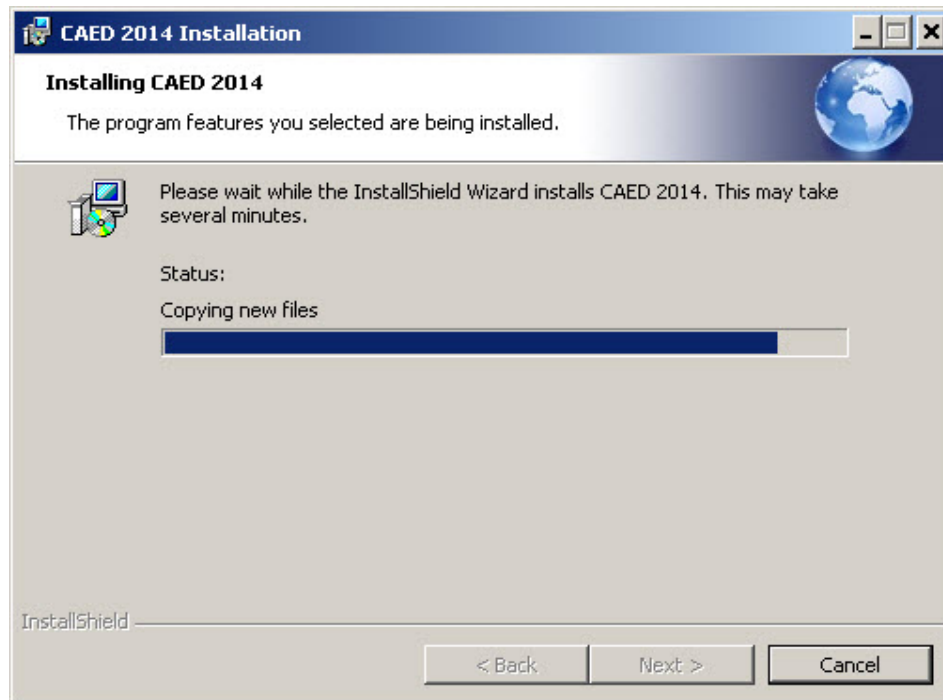 CAED 2014 Installation
Installing CAED 2014
The program features you selected are being installed.
Please wait while the InstallShield Wizard installs CAED 2014. This may take
several minutes.
Status:
Copying new files
InstallShield
< Back
Next >
Cancel